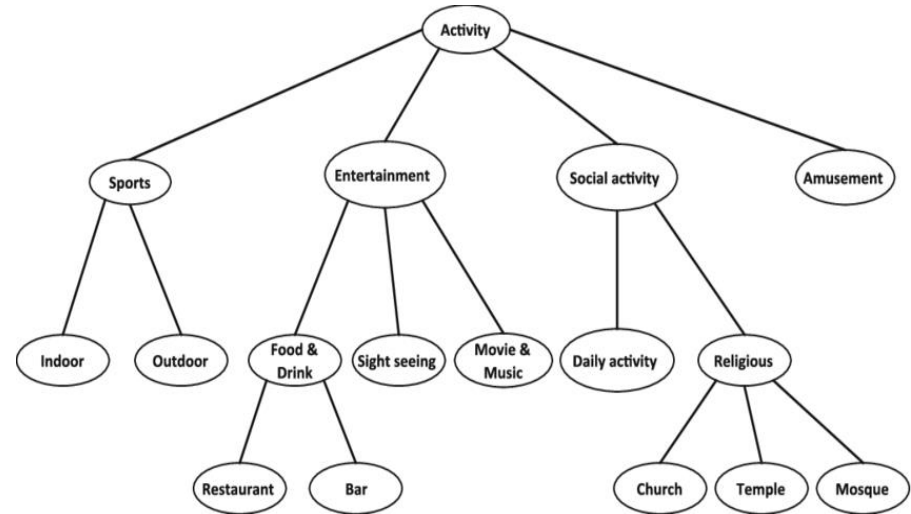 Activity
Sports
Entertainment
Social activity
Amusement
Indoor
Outdoor
Food &
Drink
Sight seeing
Movie &
Music
Daily activity
Religious
Restaurant
Bar
Church
Temple
Mosque